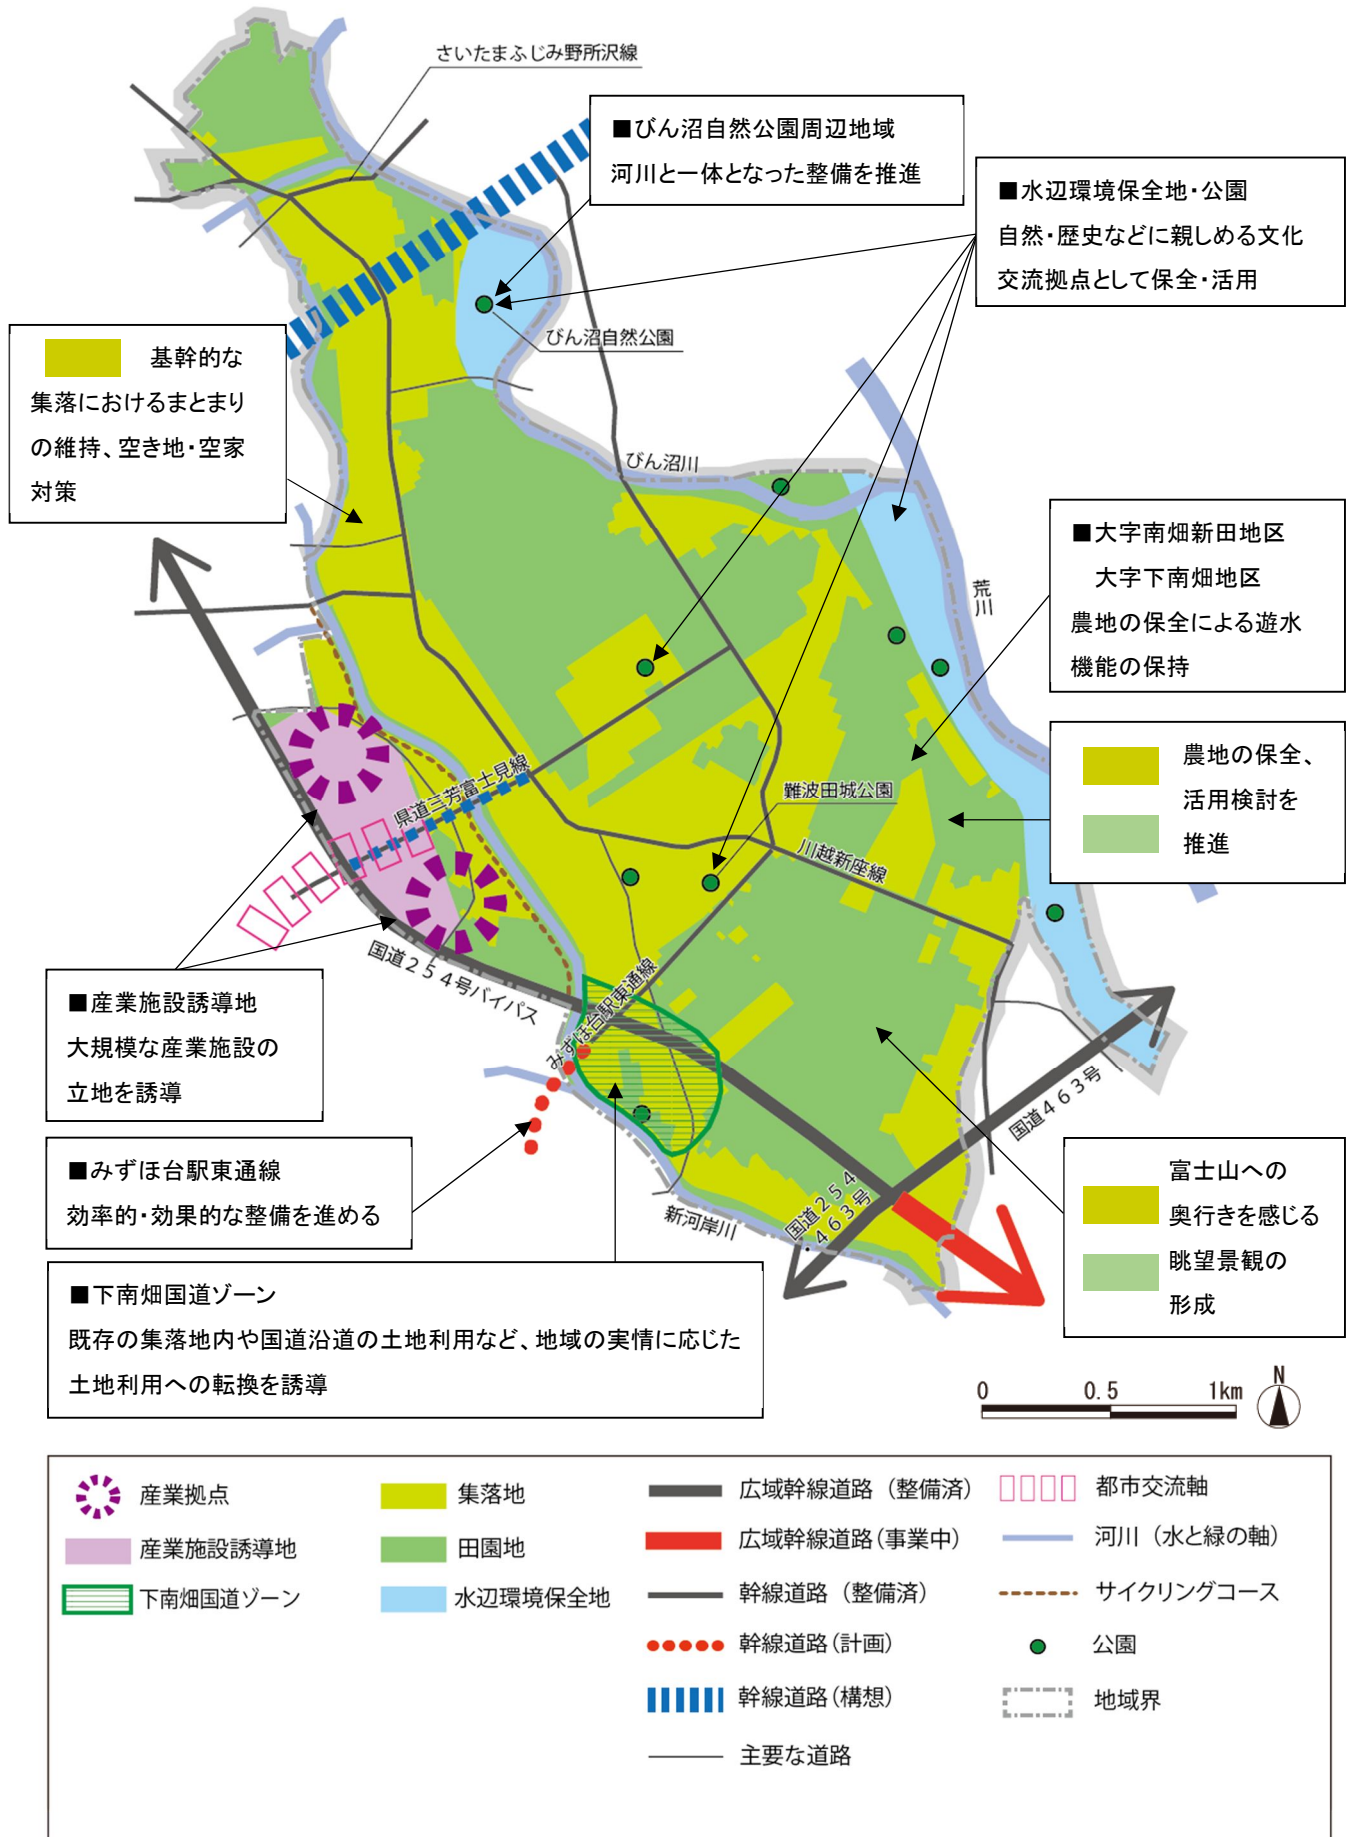 さいたまふじみ野所沢線
■びん沼自然公園周辺地域
河川と一体となった整備を推進
■水辺環境保全地・公園
自然・歴史などに親しめる文化
交流拠点として保全・活用
びん沼自然公園
基幹的な
集落におけるまとまり
の維持、空き地・空家
対策
びん沼川
荒川
■大字南畑新田地区
大字下南畑地区
農地の保全による遊水
機能の保持
農地の保全、
活用検討を
推進
県道三芳富士見線
難波田城公園
川越新座線
国道254号バイパス
みずほ台駅東通線
■産業施設誘導地
大規模な産業施設の
立地を誘導
■みずほ台駅東通線
効率的・効果的な整備を進める
新河岸川
国道254
・463号
国道463号
富士山への
奥行きを感じる
眺望景観の
形成
■下南畑国道ゾーン
既存の集落地内や国道沿道の土地利用など、地域の実情に応じた
土地利用への転換を誘導
0 0.5 1km
N
産業拠点
産業施設誘導地
下南畑国道ゾーン
集落地
田園地
水辺環境保全地
広域幹線道路（整備済）
広域幹線道路（事業中）
幹線道路（整備済）
幹線道路（計画）
幹線道路（構想）
主要な道路
都市交流軸
河川（水と緑の軸）
サイクリングコース
公園
地域界